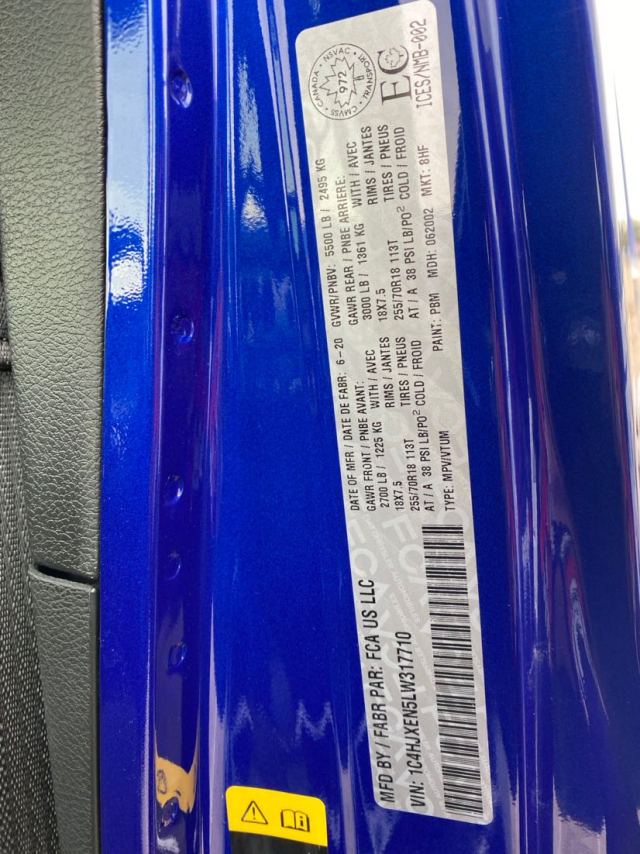 MFD BY / FABR PAR: FCA US LLC
DATE OF MFR / DATE DE FABR: 6-20
GVWR/PNBV: 5500 LB / 2495 KG
GAWR FRONT / PNBE AVANT:
2700 LB / 1225 KG
WITH / AVEC
18X7.5
RIMS / JANTES
255/70R18 113T
TIRES / PNEUS
AT / A 38 PSI LB/PO² COLD / FROID
GAWR REAR / PNBE ARRIERE:
3000 LB / 1361 KG
WITH / AVEC
18X7.5
RIMS / JANTES
255/70R18 113T
TIRES / PNEUS
AT / A 38 PSI LB/PO² COLD / FROID
VIN: 1C4HJXEN5LW317710
TYPE: MPV/VTUM
PAINT: PBM
MDH: 062002
MKT: 8HF
CANADA NSVAC
972
B
CMVSS TRANSPORT
EC
ICES/NMB-002